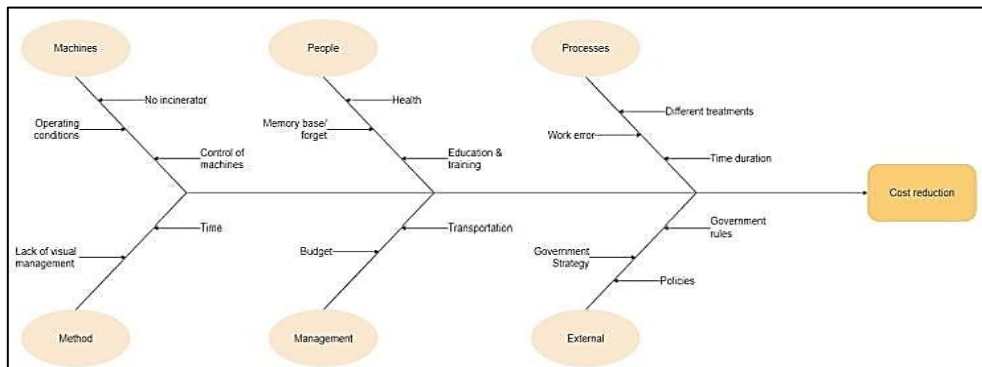 Machines
People
Processes
No incinerator
Operating
conditions
Control of
machines
Health
Memory base/
forget
Education &
training
Different treatments
Work error
Time duration
Cost reduction
Time
Lack of visual
management
Transportation
Budget
Government
rules
Government
Strategy
Policies
Method
Management
External